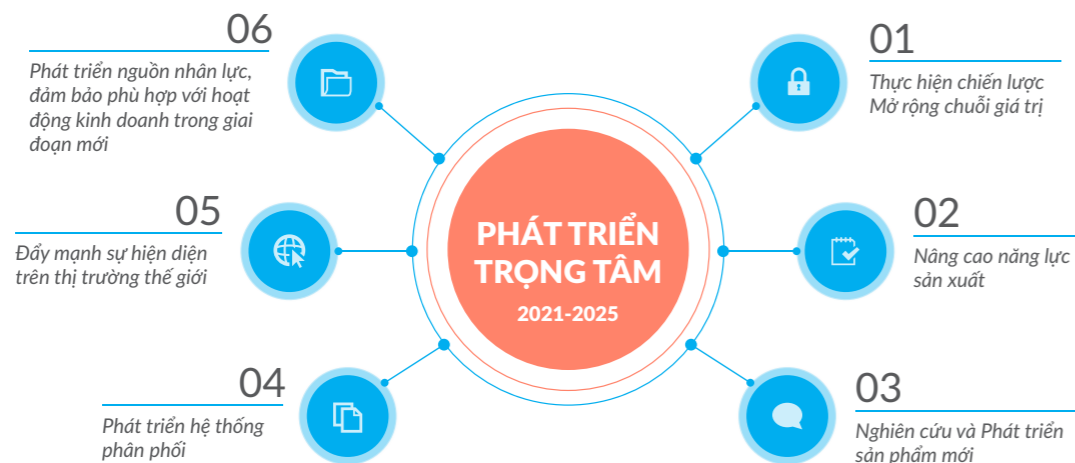 PHÁT TRIỂN
TRỌNG TÂM
2021-2025
01
Thực hiện chiến lược
Mở rộng chuỗi giá trị
02
Nâng cao năng lực
sản xuất
03
Nghiên cứu và Phát triển
sản phẩm mới
04
Phát triển hệ thống
phân phối
05
Đẩy mạnh sự hiện diện
trên thị trường thế giới
06
Phát triển nguồn nhân lực,
đảm bảo phù hợp với hoạt
động kinh doanh trong giai
đoạn mới